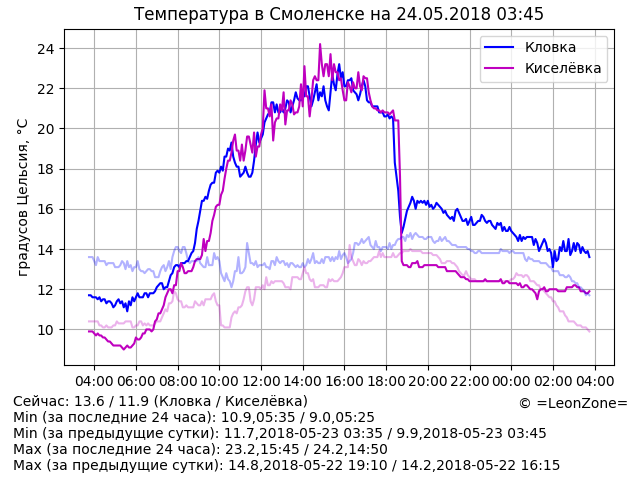 Температура в Смоленске на 24.05.2018 03:45
Кловка
Киселёвка
градусов Цельсия, °C
24
22
20
18
16
14
12
10
04:00 06:00 08:00 10:00 12:00 14:00 16:00 18:00 20:00 22:00 00:00 02:00 04:00
Сейчас: 13.6 / 11.9 (Кловка / Киселёвка)
© =LeonZone=
Min (за последние 24 часа): 10.9,05:35 / 9.0,05:25
Min (за предыдущие сутки): 11.7,2018-05-23 03:35 / 9.9,2018-05-23 03:45
Max (за последние 24 часа): 23.2,15:45 / 24.2,14:50
Max (за предыдущие сутки): 14.8,2018-05-22 19:10 / 14.2,2018-05-22 16:15